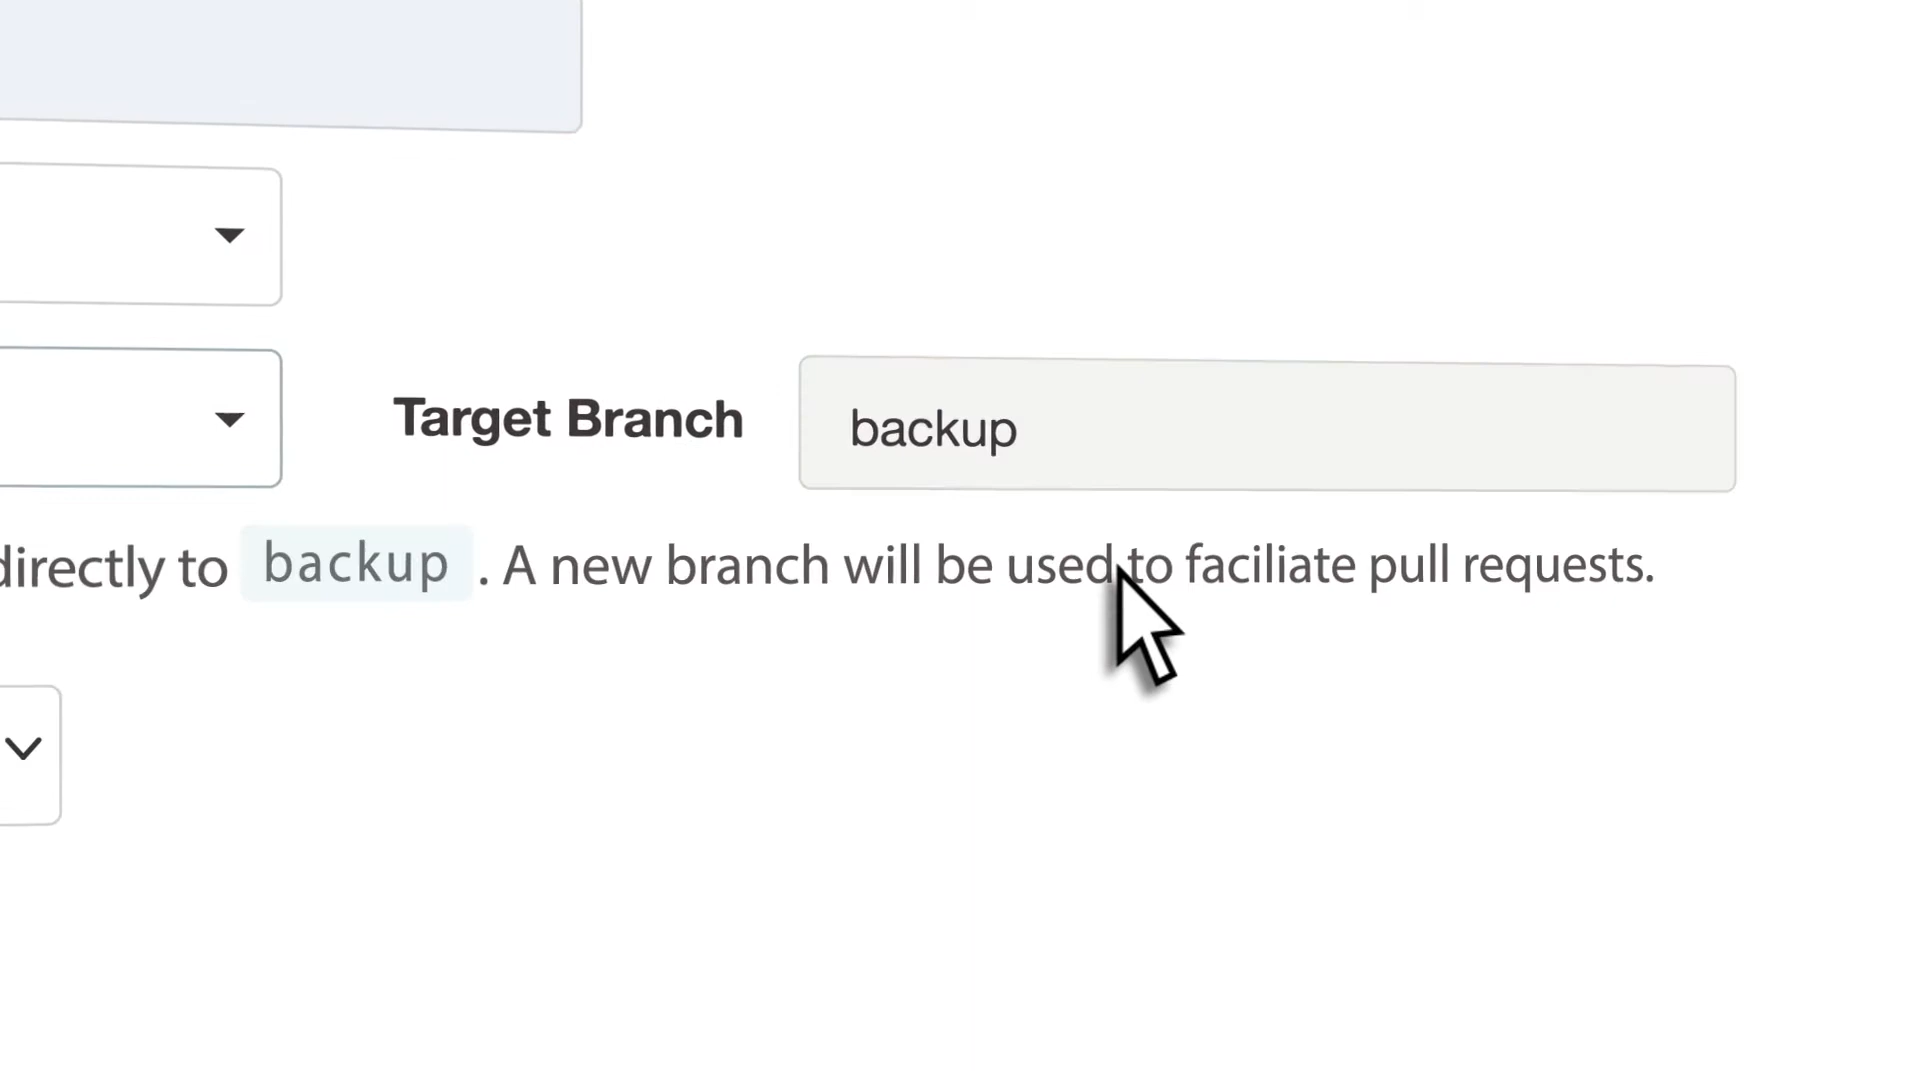 Target Branch
backup
directly to backup . A new branch will be used to faciliate pull requests.